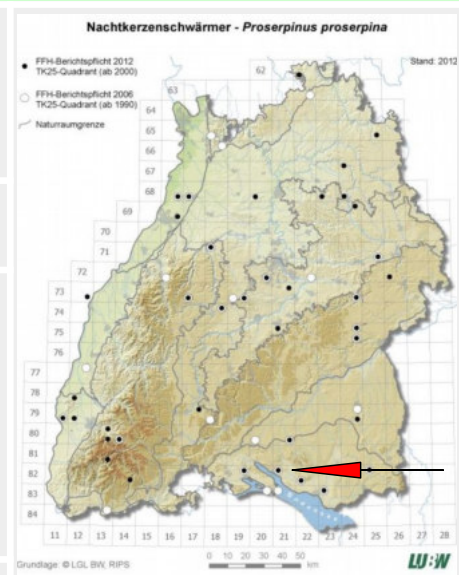 Nachtkerzenschwärmer - Proserpinus proserpina
FFH-Berichtspflicht 2012
TK25-Quadrant (ab 2000)
Stand: 2012
FFH-Berichtspflicht 2006
TK25-Quadrant (ab 1990)
Naturraumgrenze
62
63
64
65
66
67
68
69
70
71
72
73
74
75
76
77
78
79
80
81
82
83
84
11 12 13 14 15 16 17 18 19 20 21 22 23 24 25 26 27 28
Grundlage: © LGL BW, RIPS
0 10 20 30 40 50
km
LU:W